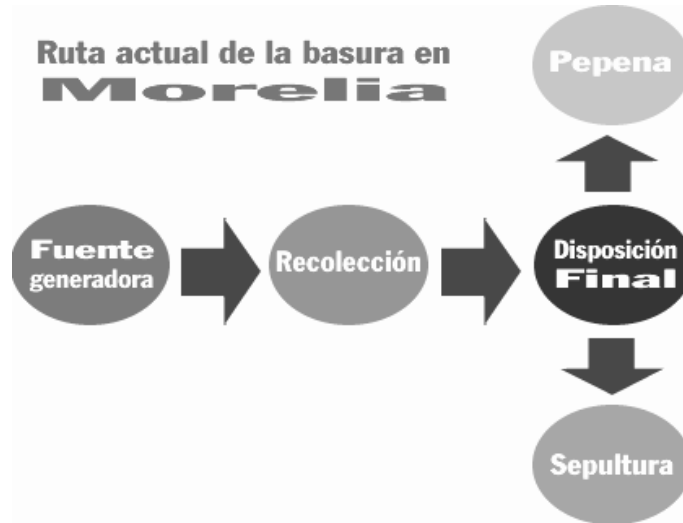 Ruta actual de la basura en
Morelia
Pepena
Fuente
generadora
Recolección
Disposición
Final
Sepultura